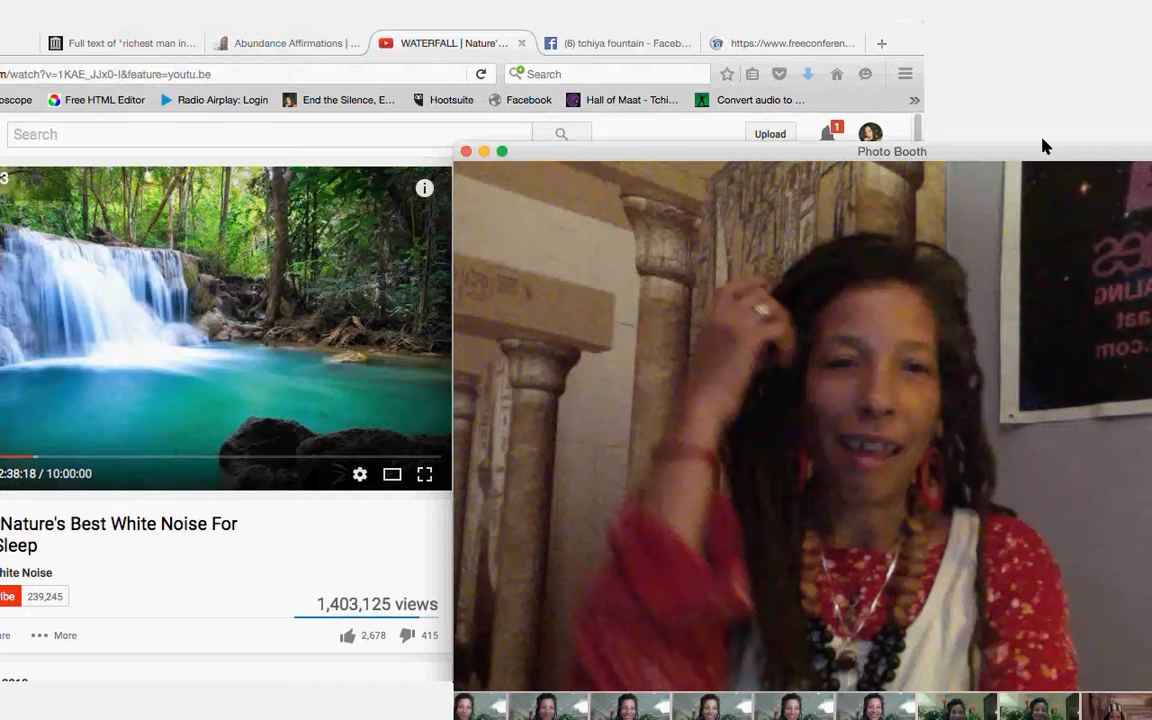 Full text of "richest man in...
Abundance Affirmations | ...
WATERFALL | Nature'...
(6) tchiya fountain - Faceb...
https://www.freeconferen...
m/watch?v=1KAE_JJx0-I&feature=youtu.be
Search
oscope
Free HTML Editor
Radio Airplay: Login
End the Silence, E...
Hootsuite
Facebook
Hall of Maat - Tchi...
Convert audio to ...
Search
Upload
1
Photo Booth
3
2:38:18 / 10:00:00
Nature's Best White Noise For
Sleep
hite Noise
ibe
239,245
1,403,125 views
re
More
2,678
415